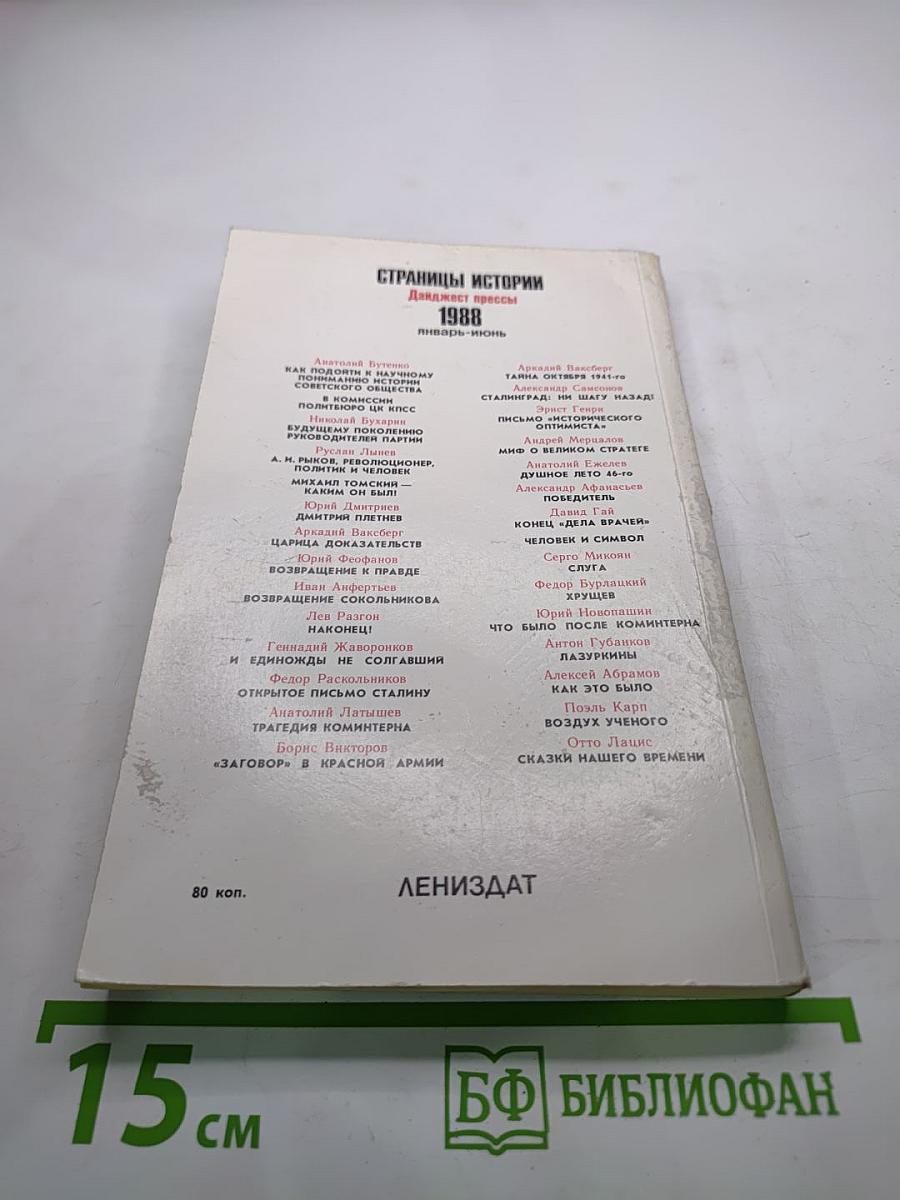 СТРАНИЦЫ ИСТОРИИ
Дайджест прессы
1988
январь-июнь
Анатолий Бутенко
КАК ПОДОЙТИ К НАУЧНОМУ
ПОНИМАНИЮ ИСТОРИИ
СОВЕТСКОГО ОБЩЕСТВА
В КОМИССИИ
ПОЛИТБЮРО ЦК КПСС
Николай Бухарин
БУДУЩЕМУ ПОКОЛЕНИЮ
РУКОВОДИТЕЛЕЙ ПАРТИИ
Руслан Лынев
А. И. РЫКОВ, РЕВОЛЮЦИОНЕР,
ПОЛИТИК И ЧЕЛОВЕК
МИХАИЛ ТОМСКИЙ —
КАКИМ ОН БЫЛ!
Юрий Дмитриев
ДМИТРИЙ ПЛЕТНЕВ
Аркадий Ваксберг
ЦАРИЦА ДОКАЗАТЕЛЬСТВ
Юрий Феофанов
ВОЗВРАЩЕНИЕ К ПРАВДЕ
Иван Анфертьев
ВОЗВРАЩЕНИЕ СОКОЛЬНИКОВА
Лев Разгон
НАКОНЕЦ!
Геннадий Жаворонков
И ЕДИНОЖДЫ НЕ СОЛГАВШИЙ
Федор Раскольников
ОТКРЫТОЕ ПИСЬМО СТАЛИНУ
Анатолий Латышев
ТРАГЕДИЯ КОМИНТЕРНА
Борис Викторов
«ЗАГОВОР» В КРАСНОЙ АРМИИ
Аркадий Ваксберг
ТАЙНА ОКТЯБРЯ 1941-го
Александр Самсонов
СТАЛИНГРАД: НИ ШАГУ НАЗАД!
Эрнст Генри
ПИСЬМО «ИСТОРИЧЕСКОГО
ОПТИМИСТА»
Андрей Мерцалов
МИФ О ВЕЛИКОМ СТРАТЕГЕ
Анатолий Ежелев
ДУШНОЕ ЛЕТО 46-го
Александр Афанасьев
ПОБЕДИТЕЛЬ
Давид Гай
КОНЕЦ «ДЕЛА ВРАЧЕЙ»
ЧЕЛОВЕК И СИМВОЛ
Серго Микоян
СЛУГА
Федор Бурлацкий
ХРУЩЕВ
Юрий Новопашин
ЧТО БЫЛО ПОСЛЕ КОМИНТЕРНА
Антон Губанков
ЛАЗУРКИНЫ
Алексей Абрамов
КАК ЭТО БЫЛО
Поэль Карп
ВОЗДУХ УЧЕНОГО
Отто Лацис
СКАЗКИ НАШЕГО ВРЕМЕНИ
80 коп.
ЛЕНИЗДАТ
15 см
БФ БИБЛИОФАН